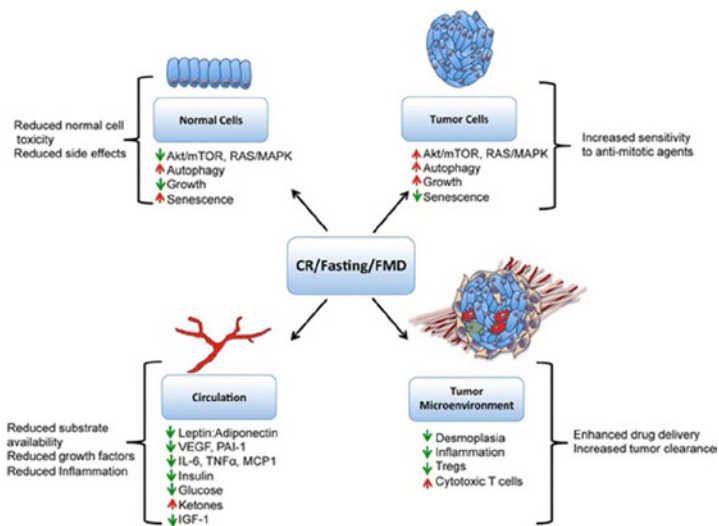 Normal Cells
Reduced normal cell
toxicity
Reduced side effects
Akt/mTOR, RAS/MAPK
Autophagy
Growth
Senescence
Tumor Cells
Akt/mTOR, RAS/MAPK
Autophagy
Growth
Senescence
Increased sensitivity
to anti-mitotic agents
CR/Fasting/FMD
Circulation
Reduced substrate
availability
Reduced growth factors
Reduced Inflammation
Leptin:Adiponectin
VEGF, PAI-1
IL-6, TNFα, MCP1
Insulin
Glucose
Ketones
IGF-1
Tumor
Microenvironment
Desmoplasia
Inflammation
Tregs
Cytotoxic T cells
Enhanced drug delivery
Increased tumor clearance